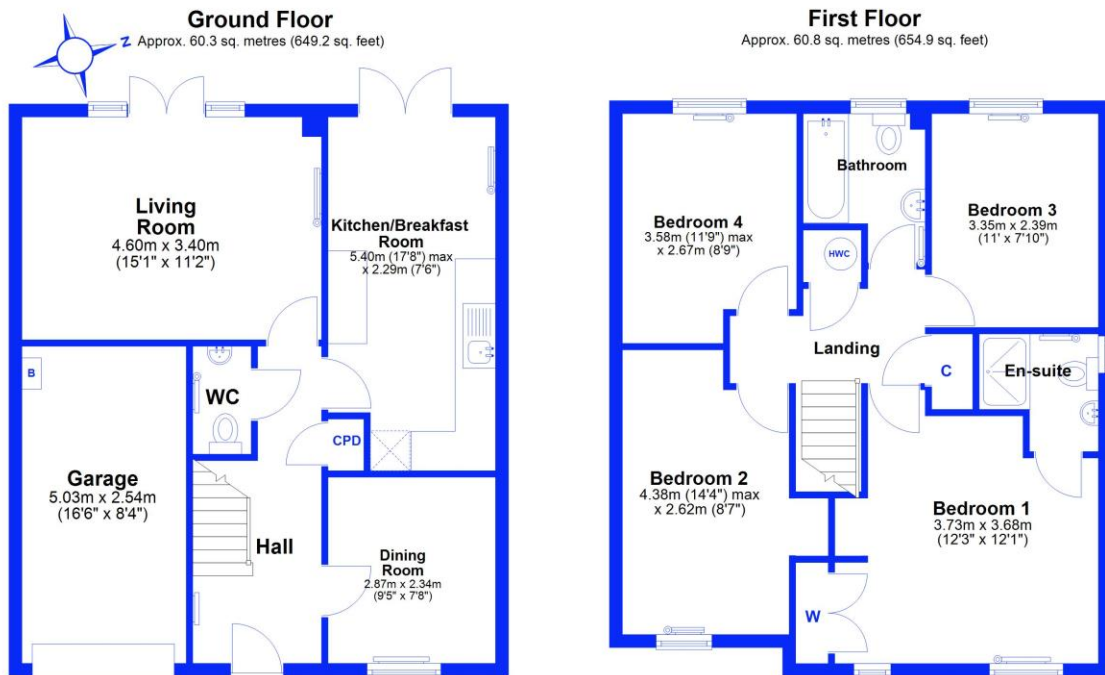 Ground Floor
Approx. 60.3 sq. metres (649.2 sq. feet)
Z
Living
Room
4.60m x 3.40m
(15'1" x 11'2")
Kitchen/Breakfast
Room
5.40m (17'8") max
x 2.29m (7'6")
B
WC
CPD
Garage
5.03m x 2.54m
(16'6" x 8'4")
Hall
Dining
Room
2.87m x 2.34m
(9'5" x 7'8")
First Floor
Approx. 60.8 sq. metres (654.9 sq. feet)
Bedroom 4
3.58m (11'9") max
x 2.67m (8'9")
Bathroom
Bedroom 3
3.35m x 2.39m
(11' x 7'10")
HWC
Landing
C
En-suite
Bedroom 2
4.38m (14'4") max
x 2.62m (8'7")
Bedroom 1
3.73m x 3.68m
(12'3" x 12'1")
W